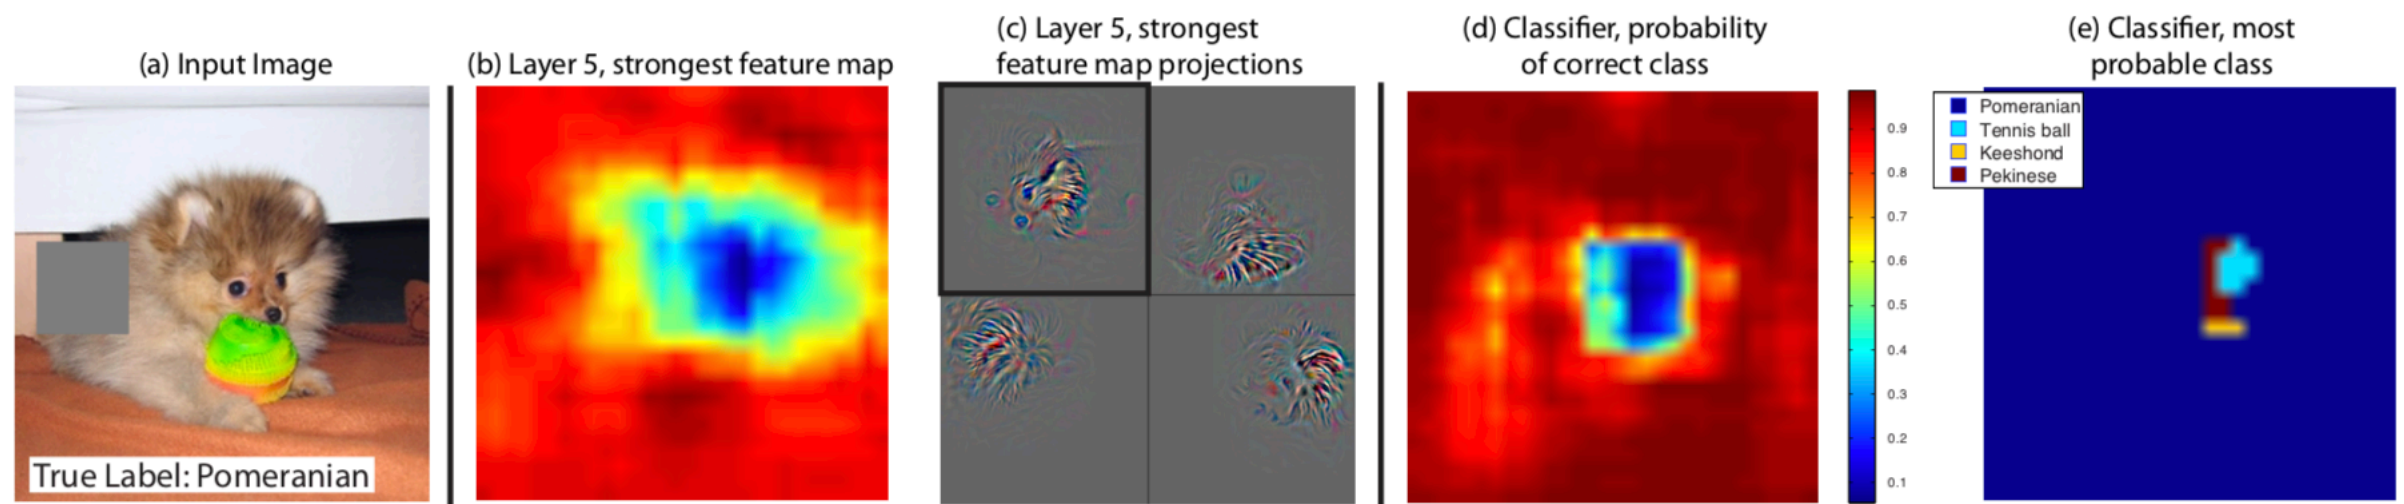 (a) Input Image
True Label: Pomeranian
(b) Layer 5, strongest feature map
(c) Layer 5, strongest
feature map projections
(d) Classifier, probability
of correct class
0.9
0.8
0.7
0.6
0.5
0.4
0.3
0.2
0.1
(e) Classifier, most
probable class
Pomeranian
Tennis ball
Keeshond
Pekinese